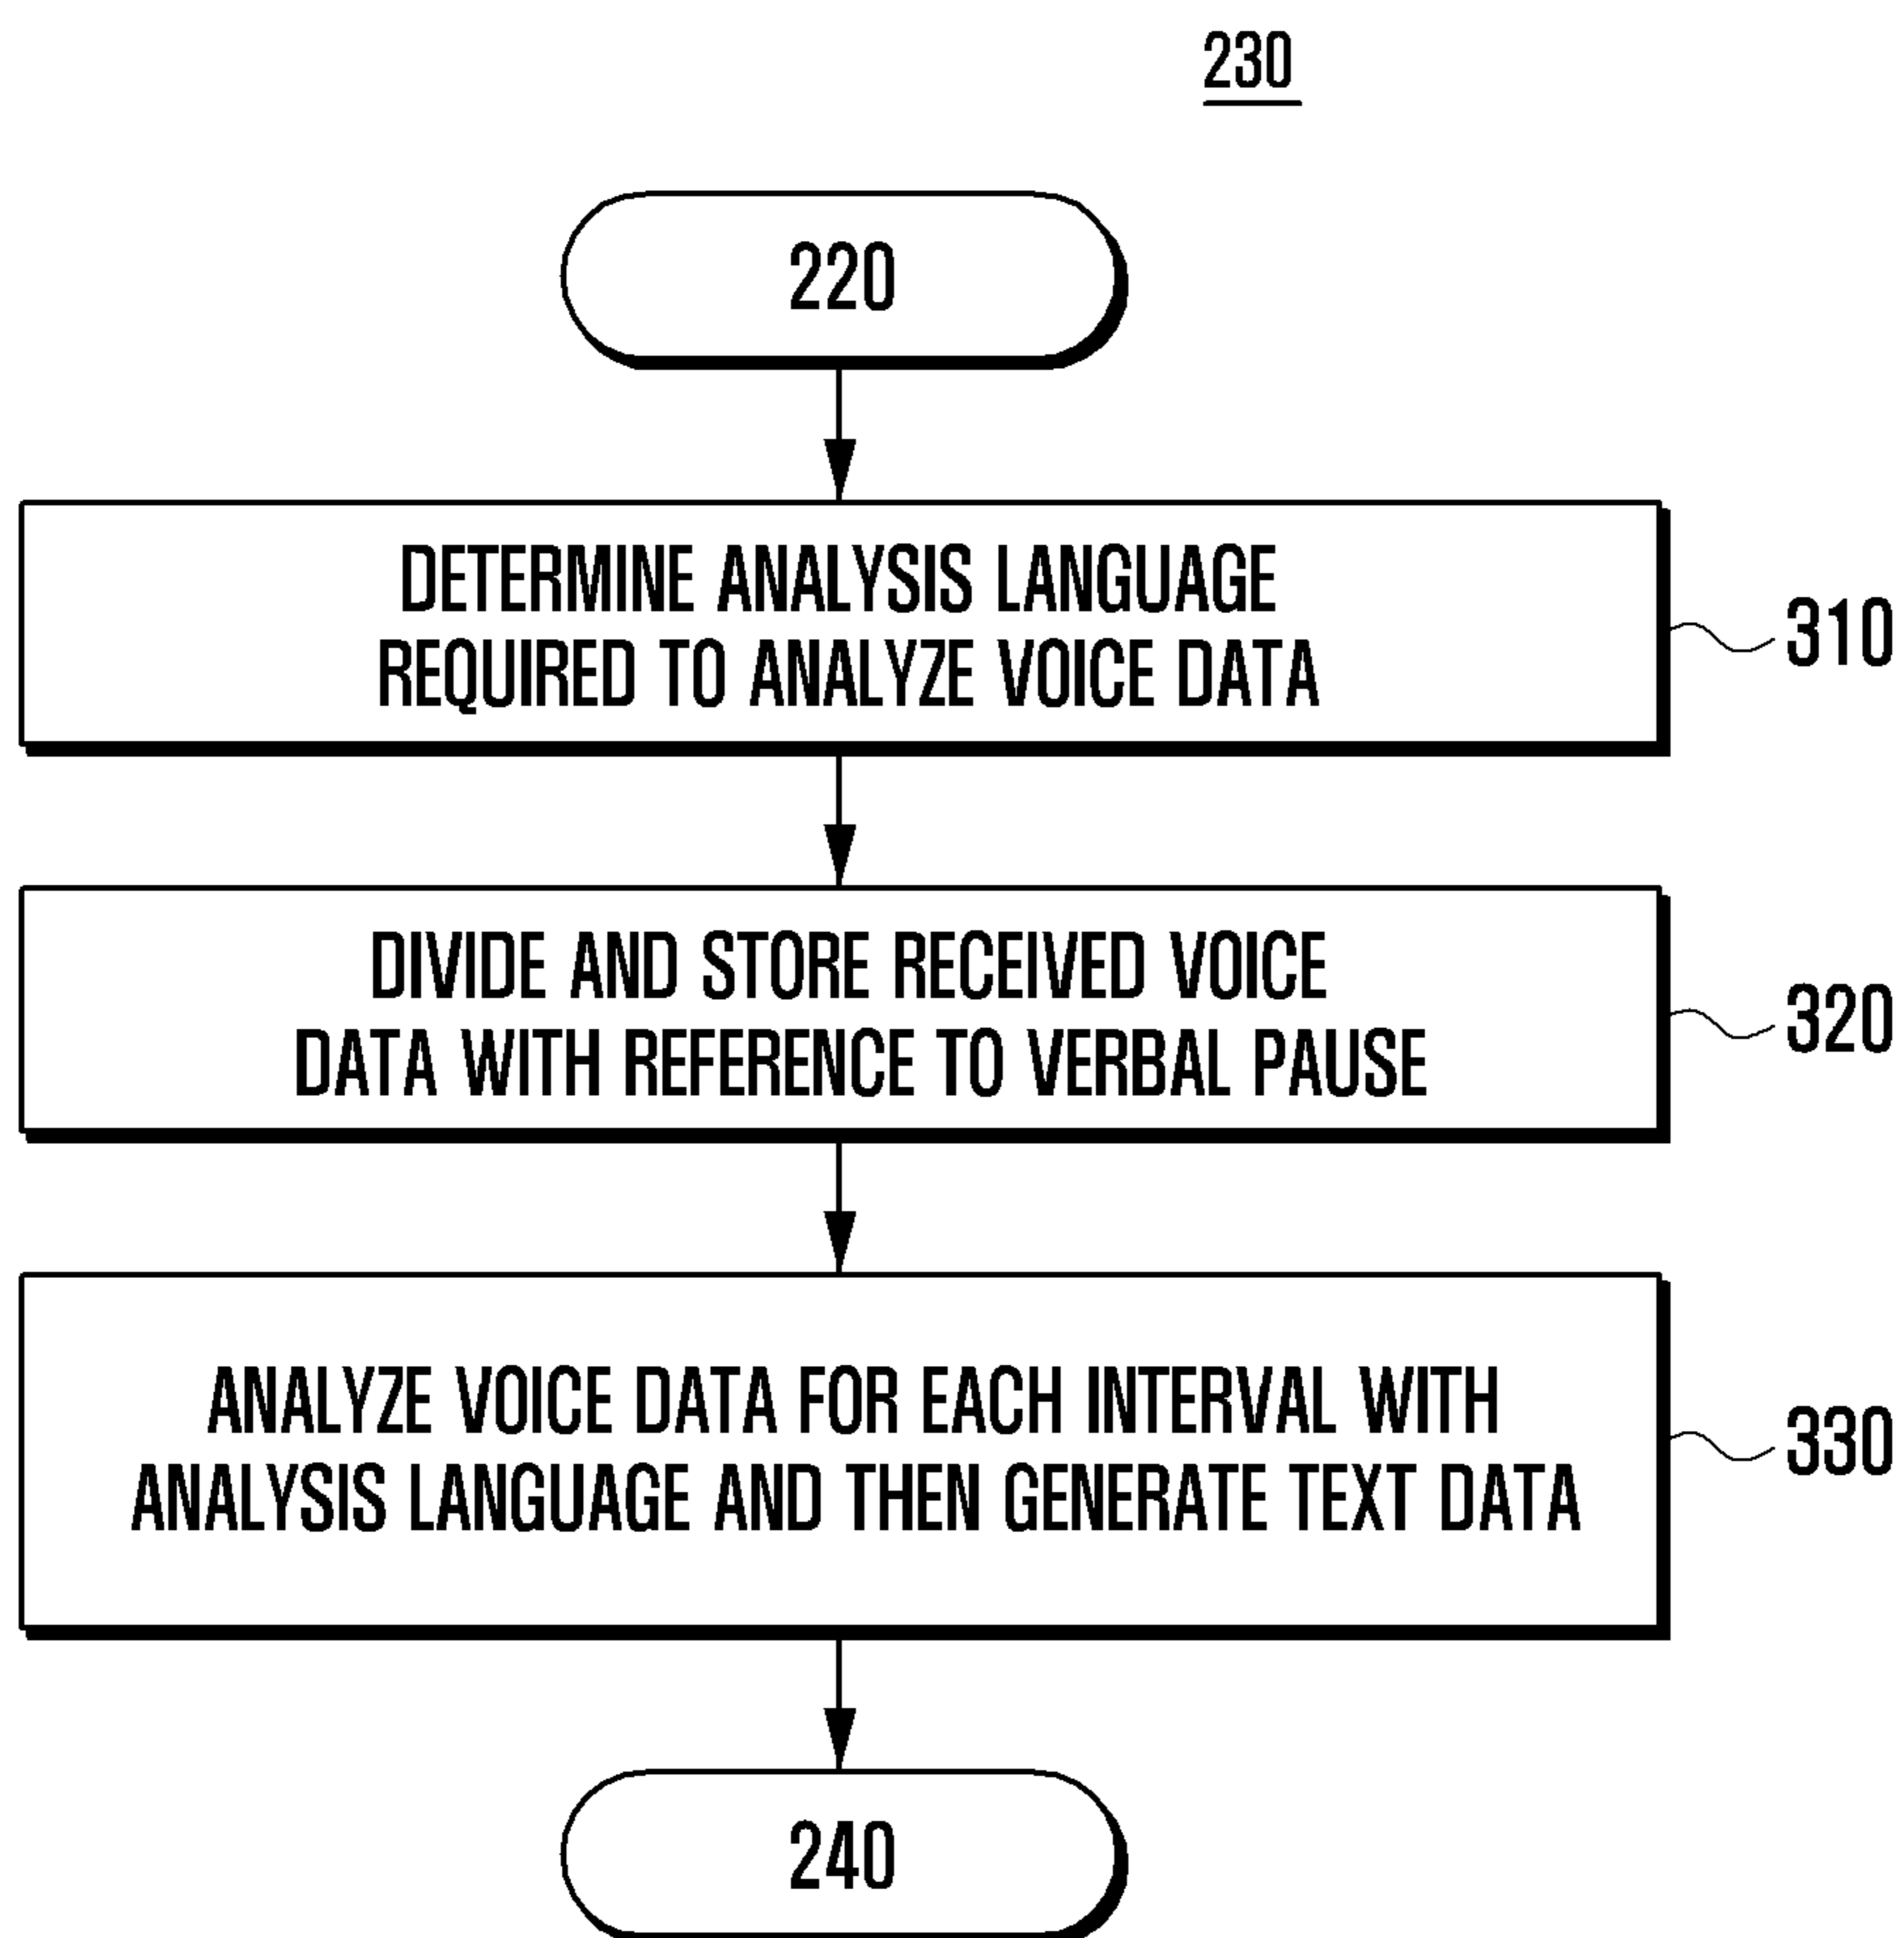 230
220
DETERMINE ANALYSIS LANGUAGE
REQUIRED TO ANALYZE VOICE DATA
310
DIVIDE AND STORE RECEIVED VOICE
DATA WITH REFERENCE TO VERBAL PAUSE
320
ANALYZE VOICE DATA FOR EACH INTERVAL WITH
ANALYSIS LANGUAGE AND THEN GENERATE TEXT DATA
330
240